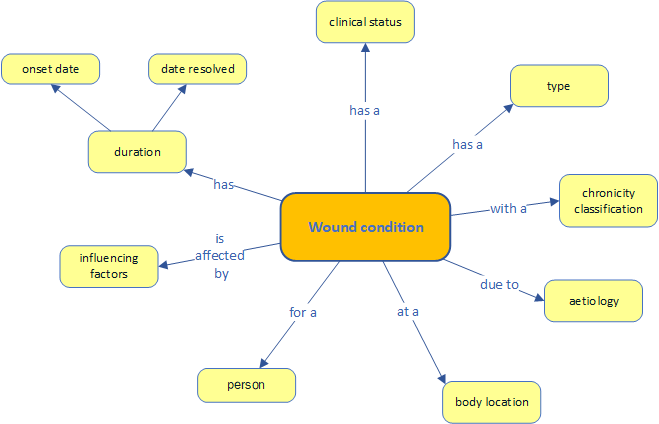 clinical status
onset date
date resolved
type
has a
has a
duration
has
chronicity
classification
with a
Wound condition
is
affected
by
influencing
factors
due to
aetiology
for a
at a
person
body location